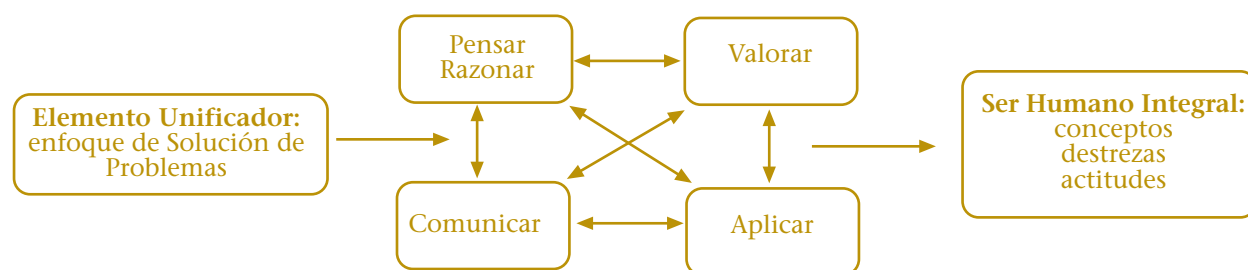 Elemento Unificador:
enfoque de Solución de
Problemas
Pensar
Razonar
Valorar
Comunicar
Aplicar
Ser Humano Integral:
conceptos
destrezas
actitudes